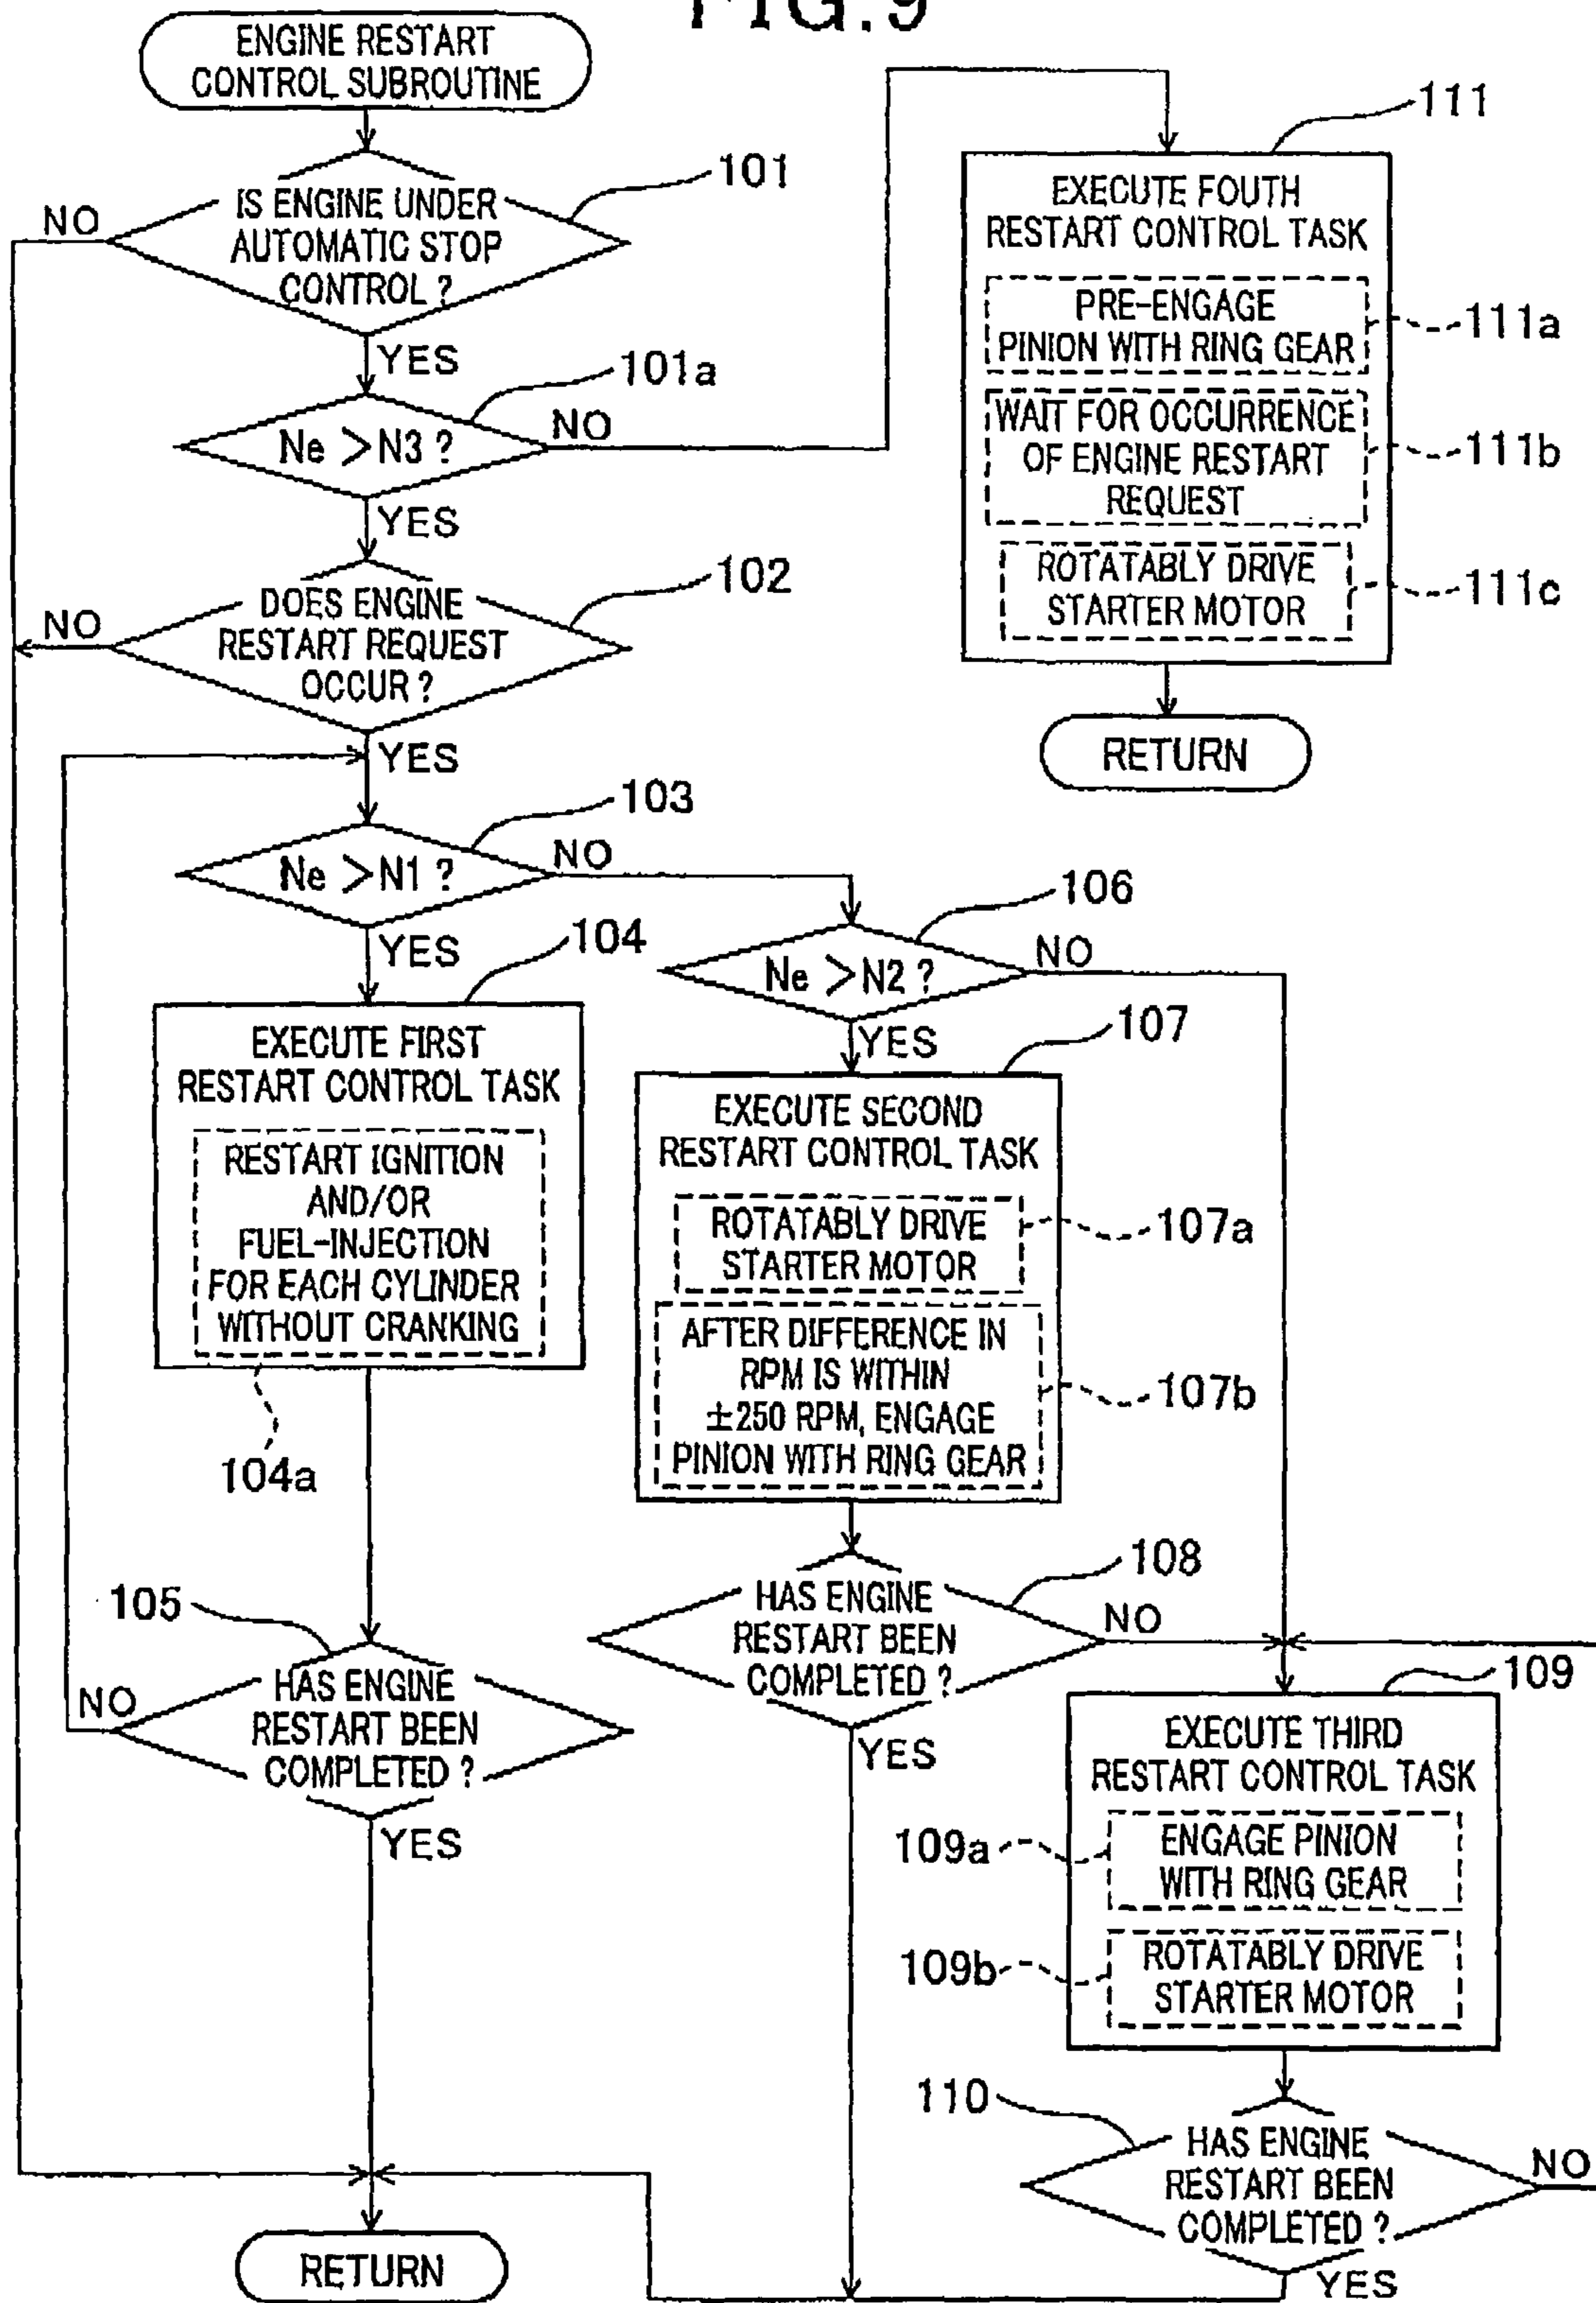 FIG.9
ENGINE RESTART
CONTROL SUBROUTINE
101
IS ENGINE UNDER
AUTOMATIC STOP
CONTROL ?
NO
YES
101a
Ne >N3 ?
NO
YES
102
DOES ENGINE
RESTART REQUEST
OCCUR ?
NO
YES
111
EXECUTE FOUTH
RESTART CONTROL TASK
PRE-ENGAGE
PINION WITH RING GEAR
111a
WAIT FOR OCCURRENCE
OF ENGINE RESTART
REQUEST
111b
ROTATABLY DRIVE
STARTER MOTOR
111c
RETURN
103
Ne >N1 ?
NO
YES
104
EXECUTE FIRST
RESTART CONTROL TASK
RESTART IGNITION
AND/OR
FUEL-INJECTION
FOR EACH CYLINDER
WITHOUT CRANKING
104a
105
HAS ENGINE
RESTART BEEN
COMPLETED ?
NO
YES
106
Ne >N2 ?
NO
YES
107
EXECUTE SECOND
RESTART CONTROL TASK
ROTATABLY DRIVE
STARTER MOTOR
107a
AFTER DIFFERENCE IN
RPM IS WITHIN
±250 RPM, ENGAGE
PINION WITH RING GEAR
107b
108
HAS ENGINE
RESTART BEEN
COMPLETED ?
NO
YES
109
EXECUTE THIRD
RESTART CONTROL TASK
109a
ENGAGE PINION
WITH RING GEAR
109b
ROTATABLY DRIVE
STARTER MOTOR
110
HAS ENGINE
RESTART BEEN
COMPLETED ?
NO
YES
RETURN